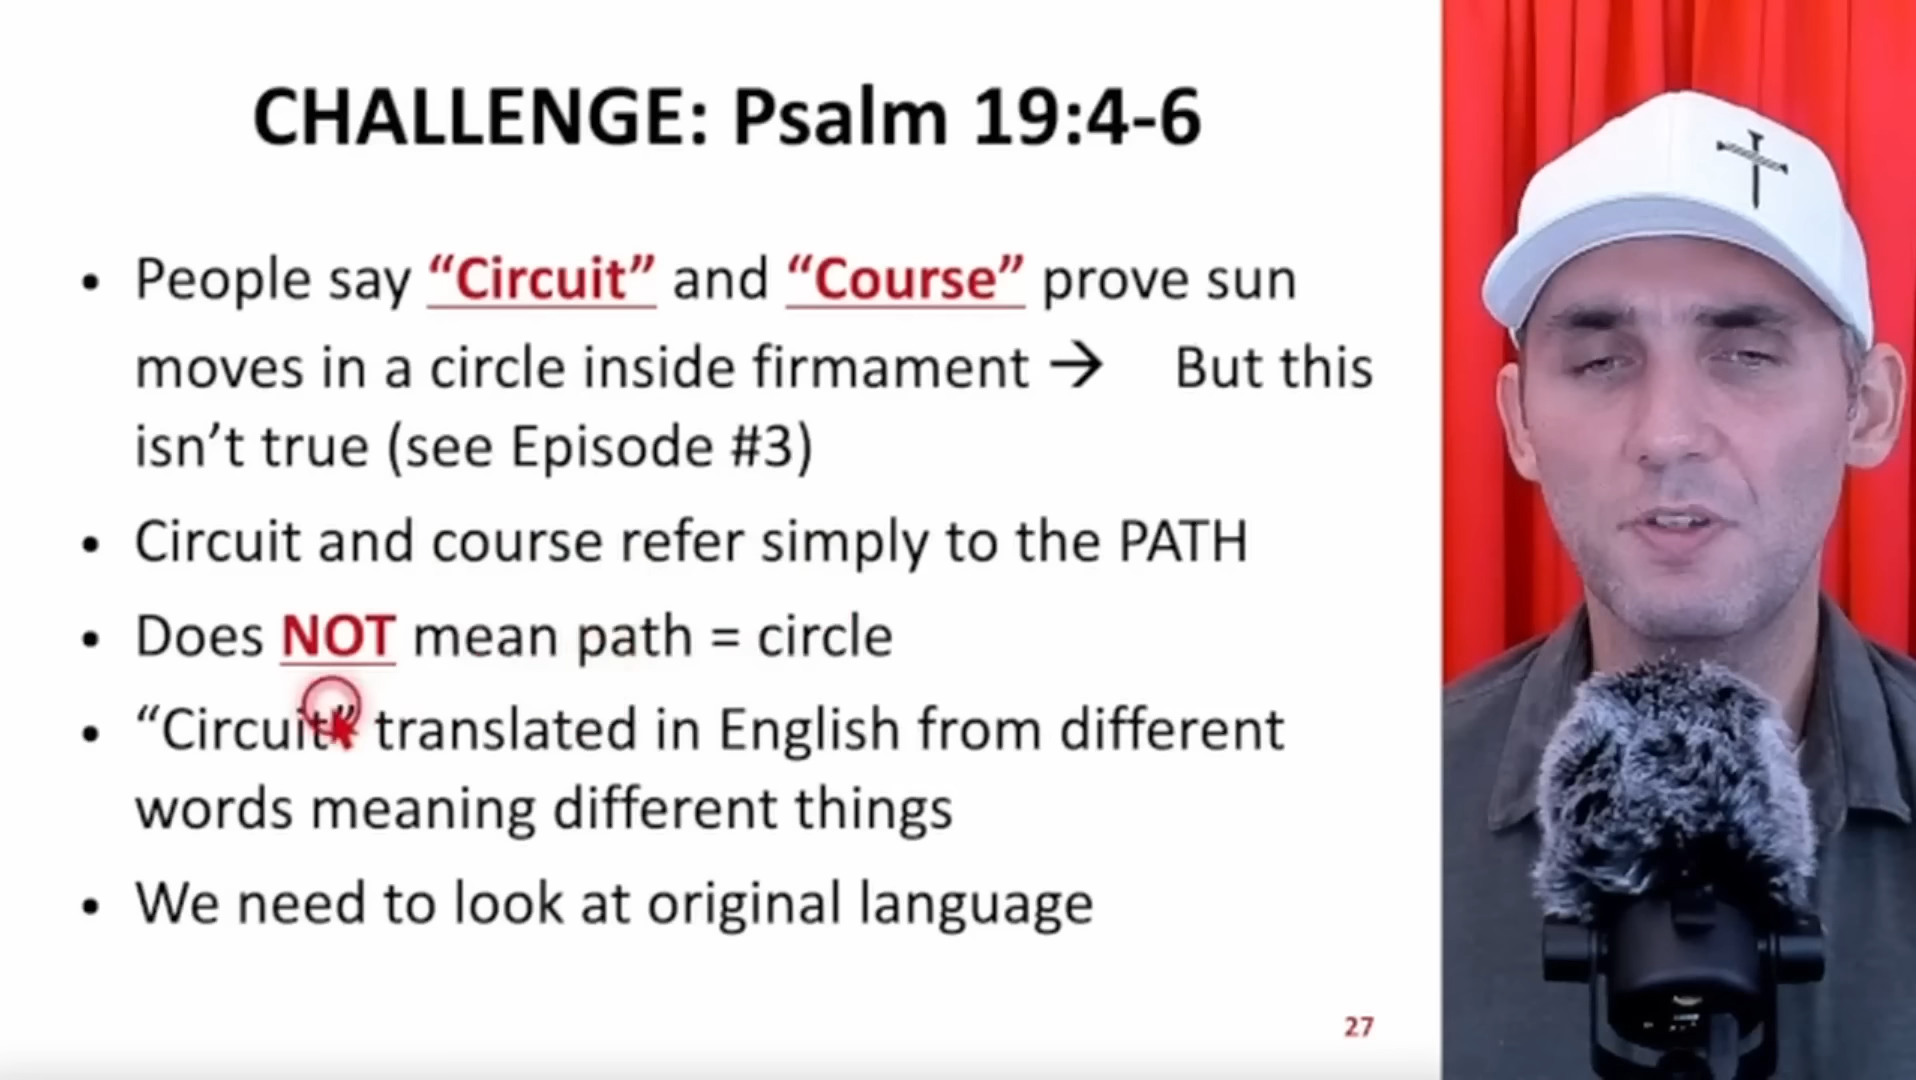 CHALLENGE: Psalm 19:4-6
• People say “Circuit” and “Course” prove sun
moves in a circle inside firmament → But this
isn’t true (see Episode #3)
• Circuit and course refer simply to the PATH
• Does NOT mean path = circle
• “Circuit” translated in English from different
words meaning different things
• We need to look at original language
27